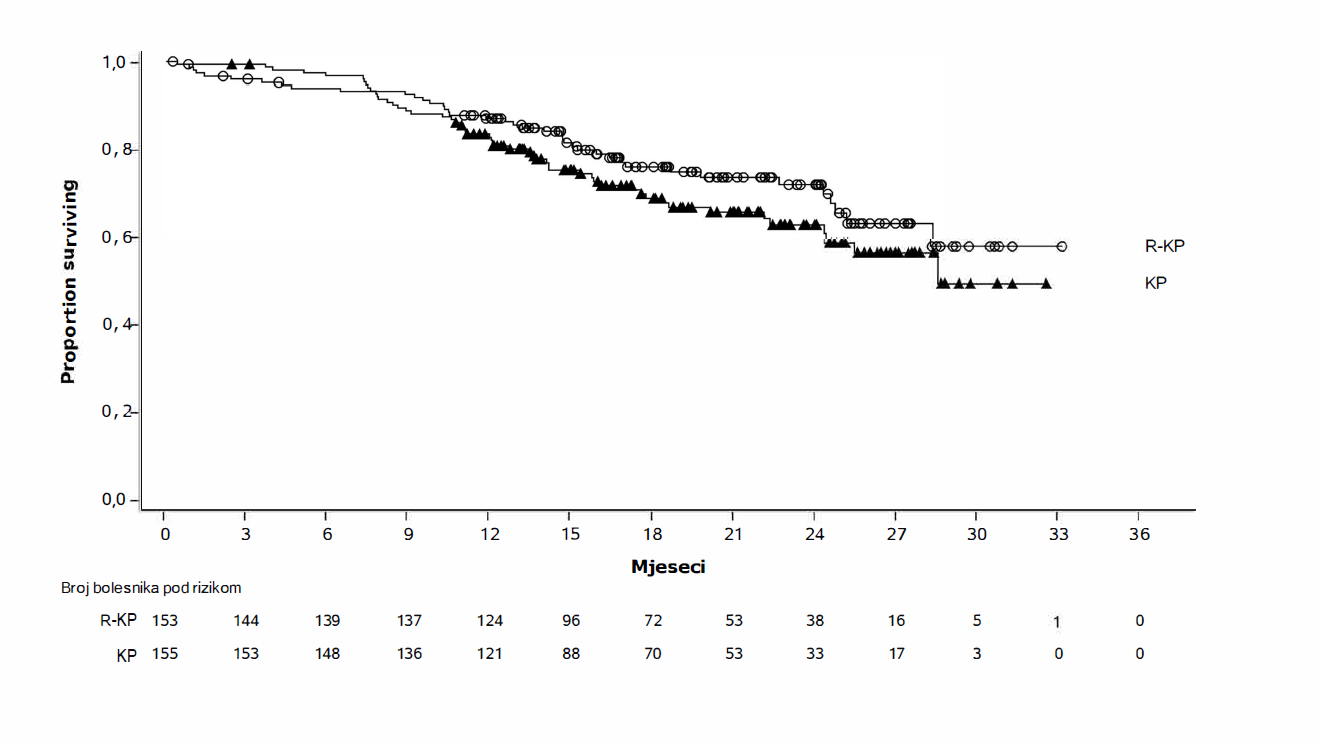 1,0
0,8
0,6
0,4
0,2
0,0
Proportion surviving
R-KP
KP
0 3 6 9 12 15 18 21 24 27 30 33 36
Mjeseci
Broj bolesnika pod rizikom
R-KP 153 144 139 137 124 96 72 53 38 16 5 1 0
KP 155 153 148 136 121 88 70 53 33 17 3 0 0